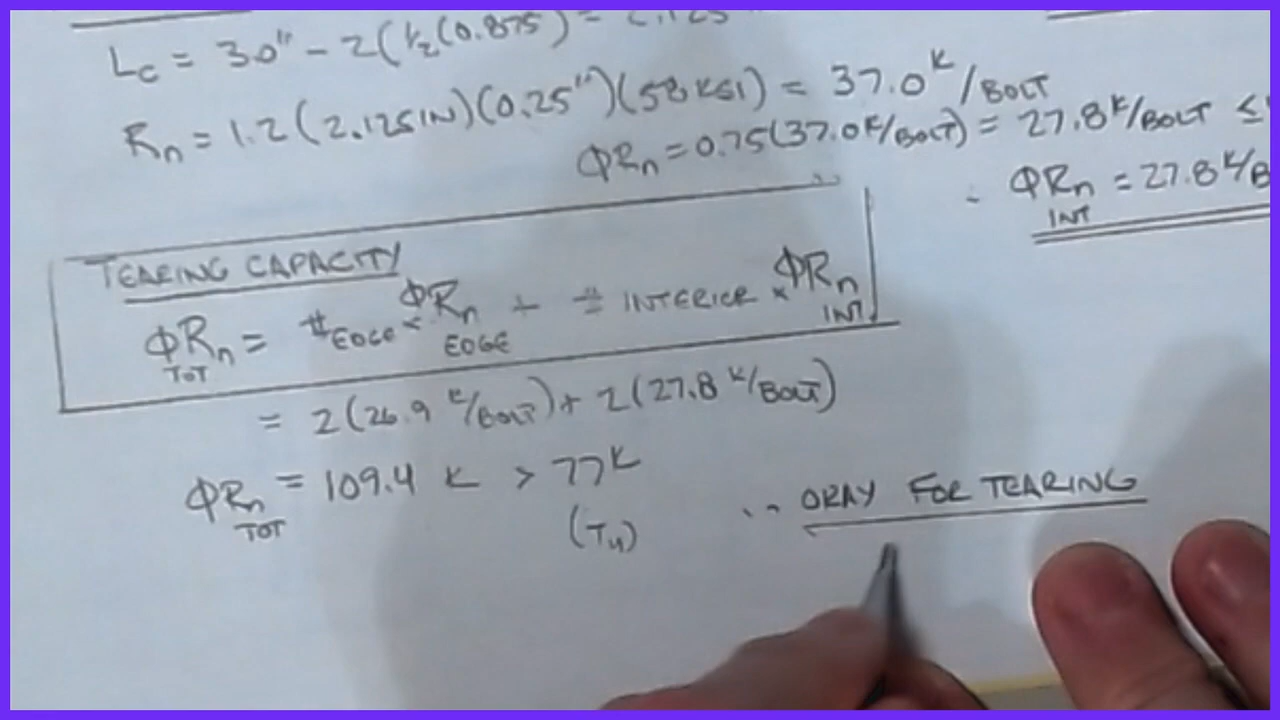 Lc = 3.0" - 2(1/2(0.875) = 2.125"
Rn = 1.2(2.125IN)(0.25")(58KSI) = 37.0 K/BOLT
ΦRn = 0.75(37.0K/BOLT) = 27.8K/BOLT ≤
∴ ΦRn INT = 27.8K/B
TEARING CAPACITY
ΦRn TOT = #EDGE × ΦRn EDGE + # INTERIOR × ΦRn INT
= 2(26.9 K/BOLT) + 2(27.8 K/BOLT)
ΦRn TOT = 109.4 K > 77K
(Tu)
∴ OKAY FOR TEARING